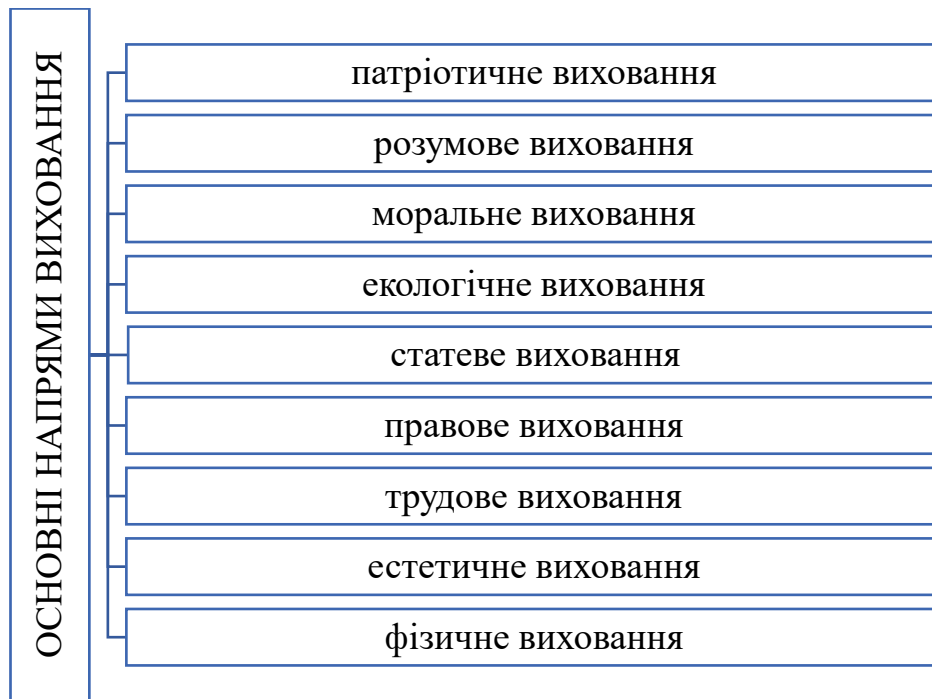 ОСНОВНІ НАПРЯМИ ВИХОВАННЯ
патріотичне виховання
розумове виховання
моральне виховання
екологічне виховання
статеве виховання
правове виховання
трудове виховання
естетичне виховання
фізичне виховання